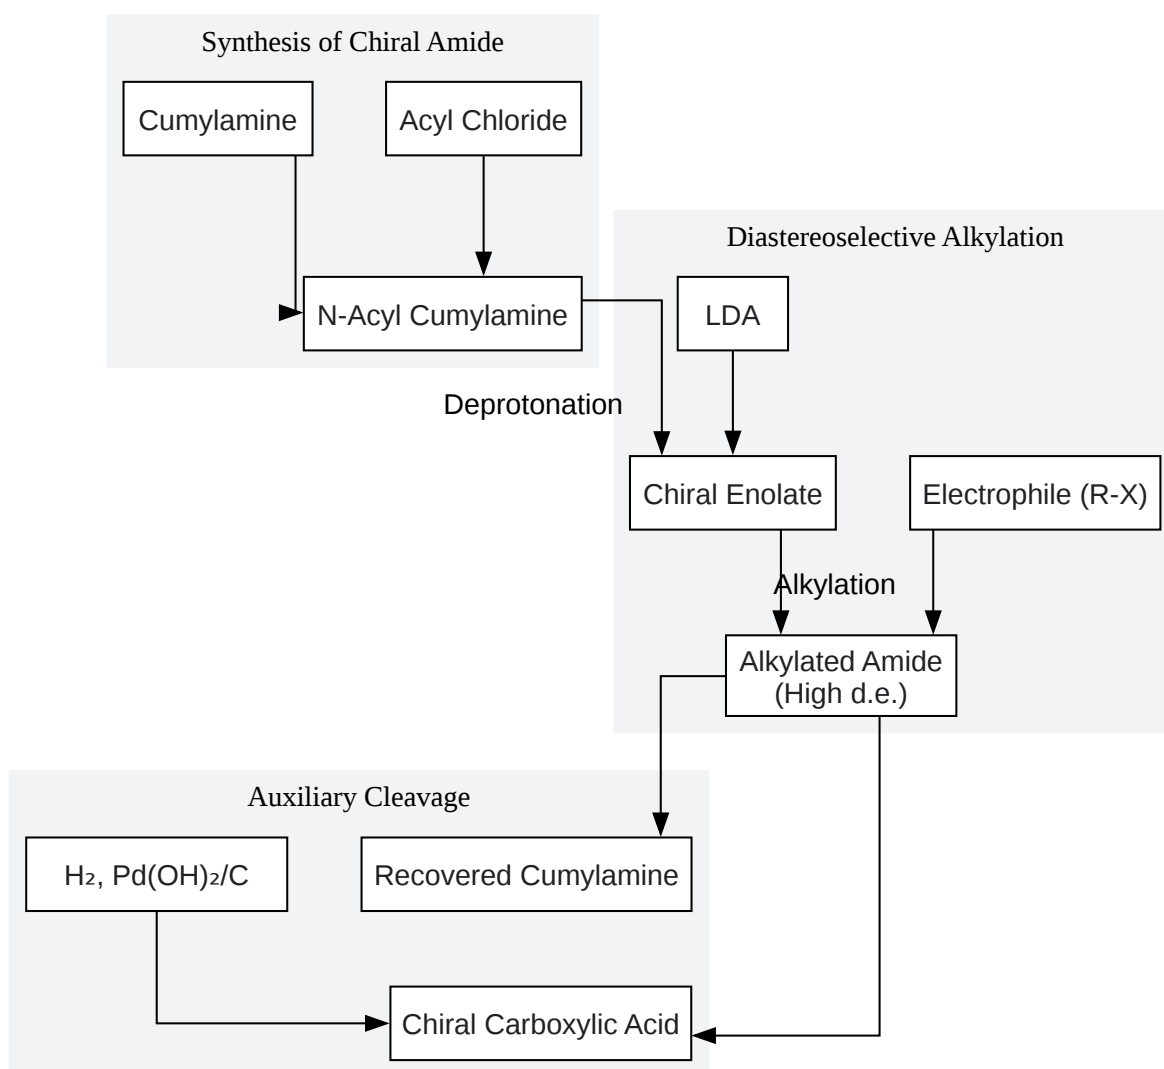 Synthesis of Chiral Amide
Cumylamine
Acyl Chloride
N-Acyl Cumylamine
Diastereoselective Alkylation
LDA
Deprotonation
Chiral Enolate
Electrophile (R-X)
Alkylation
Alkylated Amide
(High d.e.)
Auxiliary Cleavage
H₂, Pd(OH)₂/C
Recovered Cumylamine
Chiral Carboxylic Acid